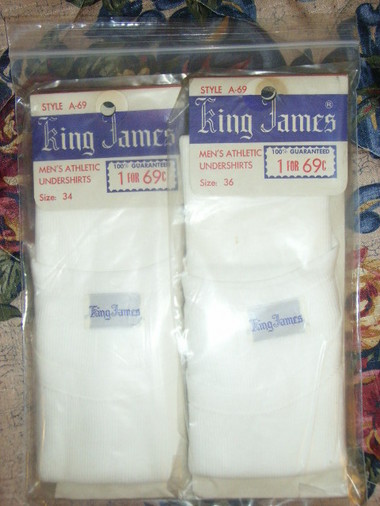 STYLE A-69
King James
MEN'S ATHLETIC
UNDERSHIRTS
100% GUARANTEED
1 FOR 69¢
Size: 34
King James
STYLE A-69
King James®
MEN'S ATHLETIC
UNDERSHIRTS
100% GUARANTEED
1 FOR 69¢
Size: 36
King James